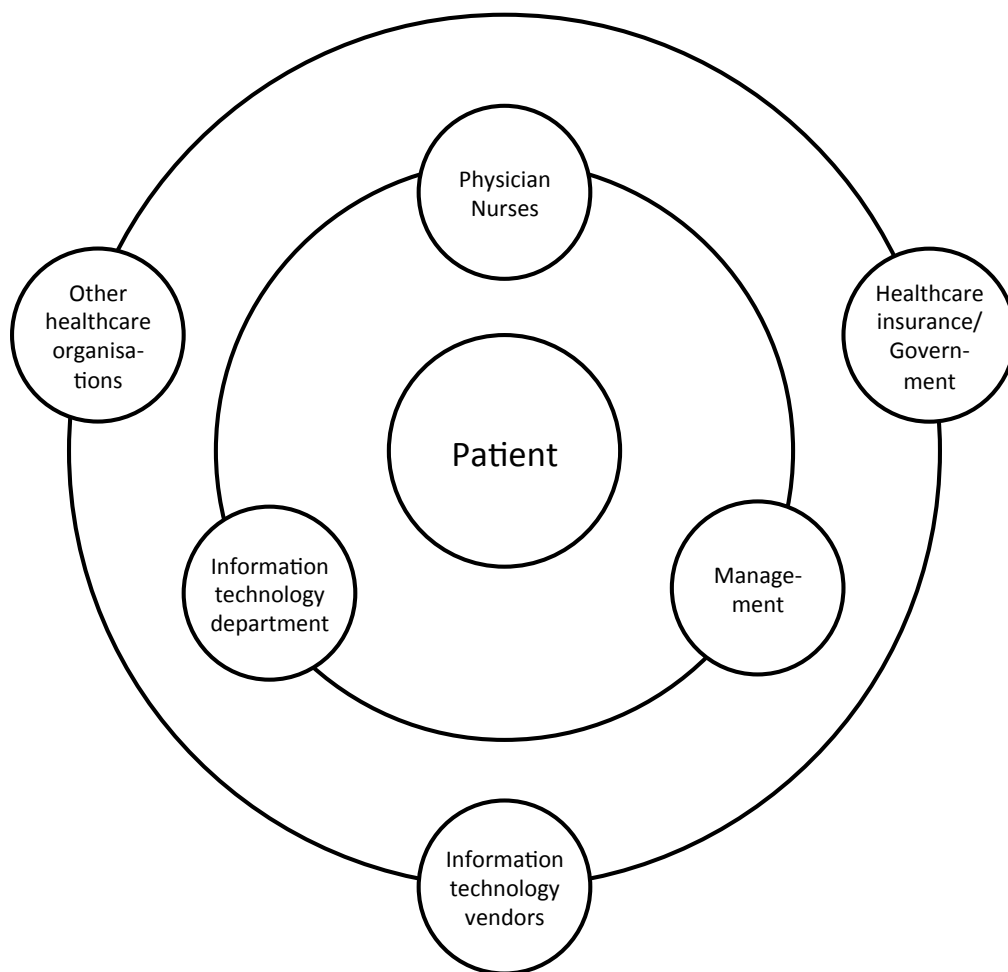 Physician
Nurses
Other
healthcare
organisa-
tions
Healthcare
insurance/
Govern-
ment
Patient
Information
technology
department
Manage-
ment
Information
technology
vendors